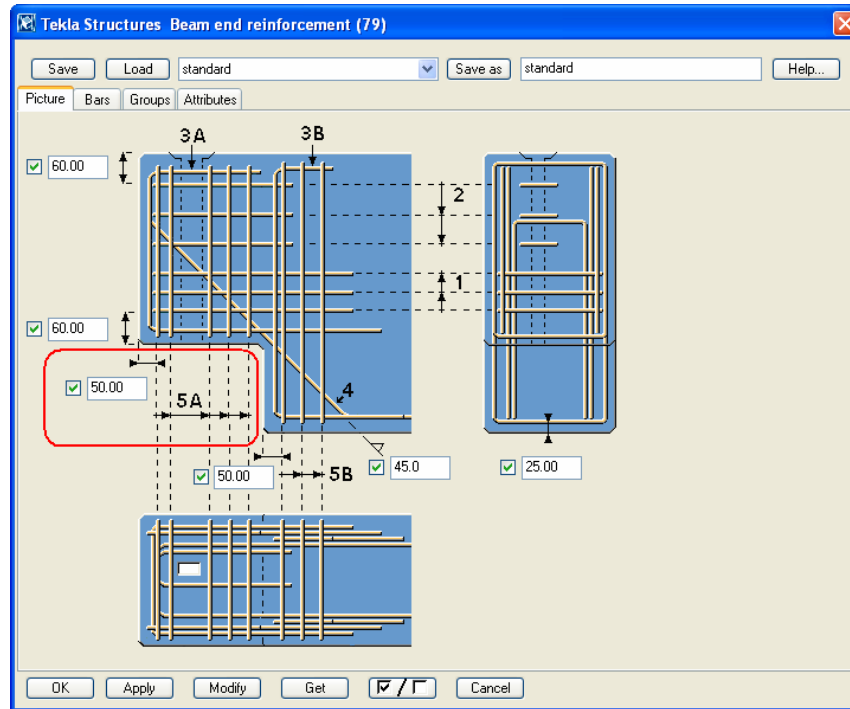 Tekla Structures Beam end reinforcement (79)
Save Load standard Save as standard Help...
Picture Bars Groups Attributes
3A 3B
60.00
2
1
60.00
50.00
5A
4
50.00 5B 45.0 25.00
OK Apply Modify Get / Cancel